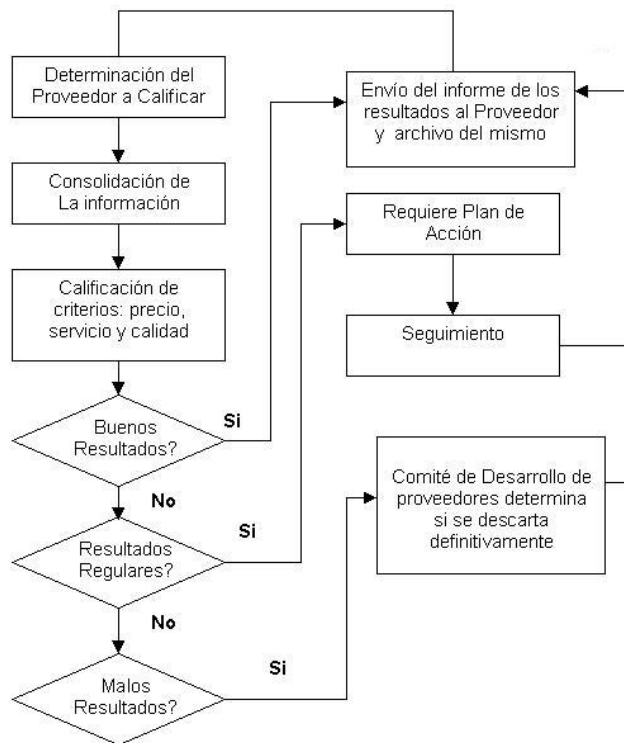 Determinación del
Proveedor a Calificar
Consolidación de
La información
Calificación de
criterios: precio,
servicio y calidad
Buenos
Resultados?
Si
No
Resultados
Regulares?
Si
No
Malos
Resultados?
Si
Envío del informe de los
resultados al Proveedor
y archivo del mismo
Requiere Plan de
Acción
Seguimiento
Comité de Desarrollo de
proveedores determina
si se descarta
definitivamente